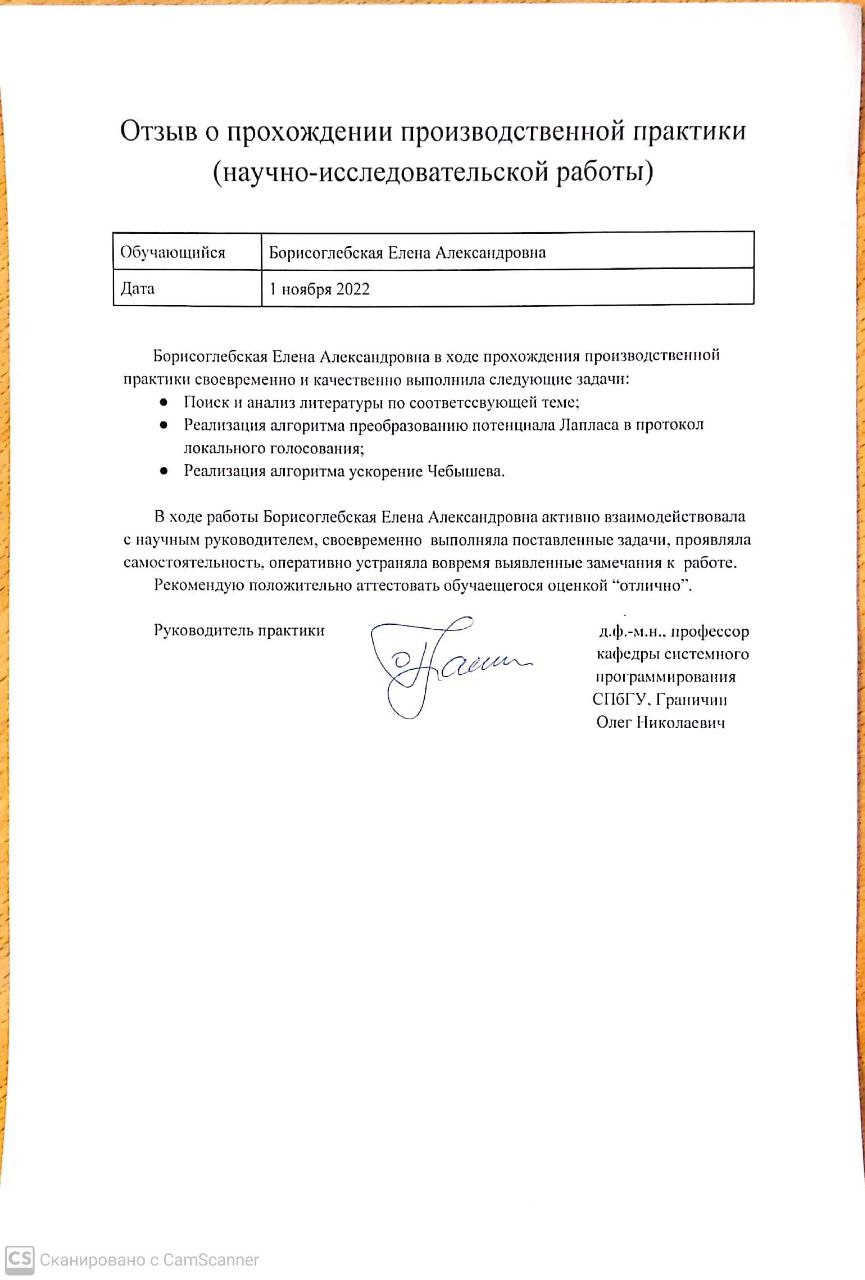 Отзыв о прохождении производственной практики
(научно-исследовательской работы)
Обучающийся Борисоглебская Елена Александровна
Дата 1 ноября 2022
Борисоглебская Елена Александровна в ходе прохождения производственной
практики своевременно и качественно выполнила следующие задачи:
● Поиск и анализ литературы по соответссвующей теме;
● Реализация алгоритма преобразованию потенциала Лапласа в протокол
локального голосования;
● Реализация алгоритма ускорение Чебышева.
В ходе работы Борисоглебская Елена Александровна активно взаимодействовала
с научным руководителем, своевременно выполняла поставленные задачи, проявляла
самостоятельность, оперативно устраняла вовремя выявленные замечания к работе.
Рекомендую положительно аттестовать обучаещегося оценкой “отлично”.
Руководитель практики
д.ф.-м.н., профессор
кафедры системного
программирования
СПбГУ, Граничин
Олег Николаевич
CS Сканировано с CamScanner